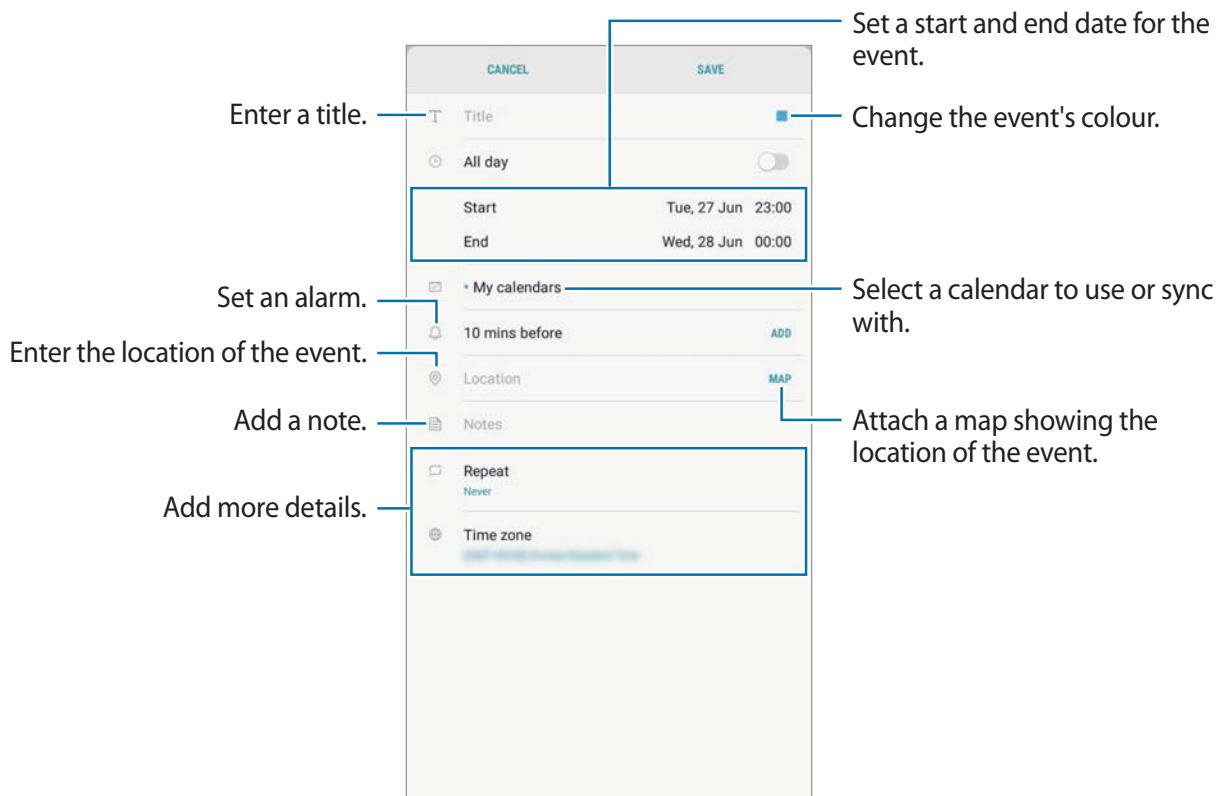 Set a start and end date for the
event.
CANCEL SAVE
Enter a title.
Title
Change the event's colour.
All day
Start Tue, 27 Jun 23:00
End Wed, 28 Jun 00:00
Set an alarm.
My calendars
Select a calendar to use or sync
with.
10 mins before ADD
Enter the location of the event.
Location MAP
Add a note.
Notes
Attach a map showing the
location of the event.
Repeat
Never
Add more details.
Time zone